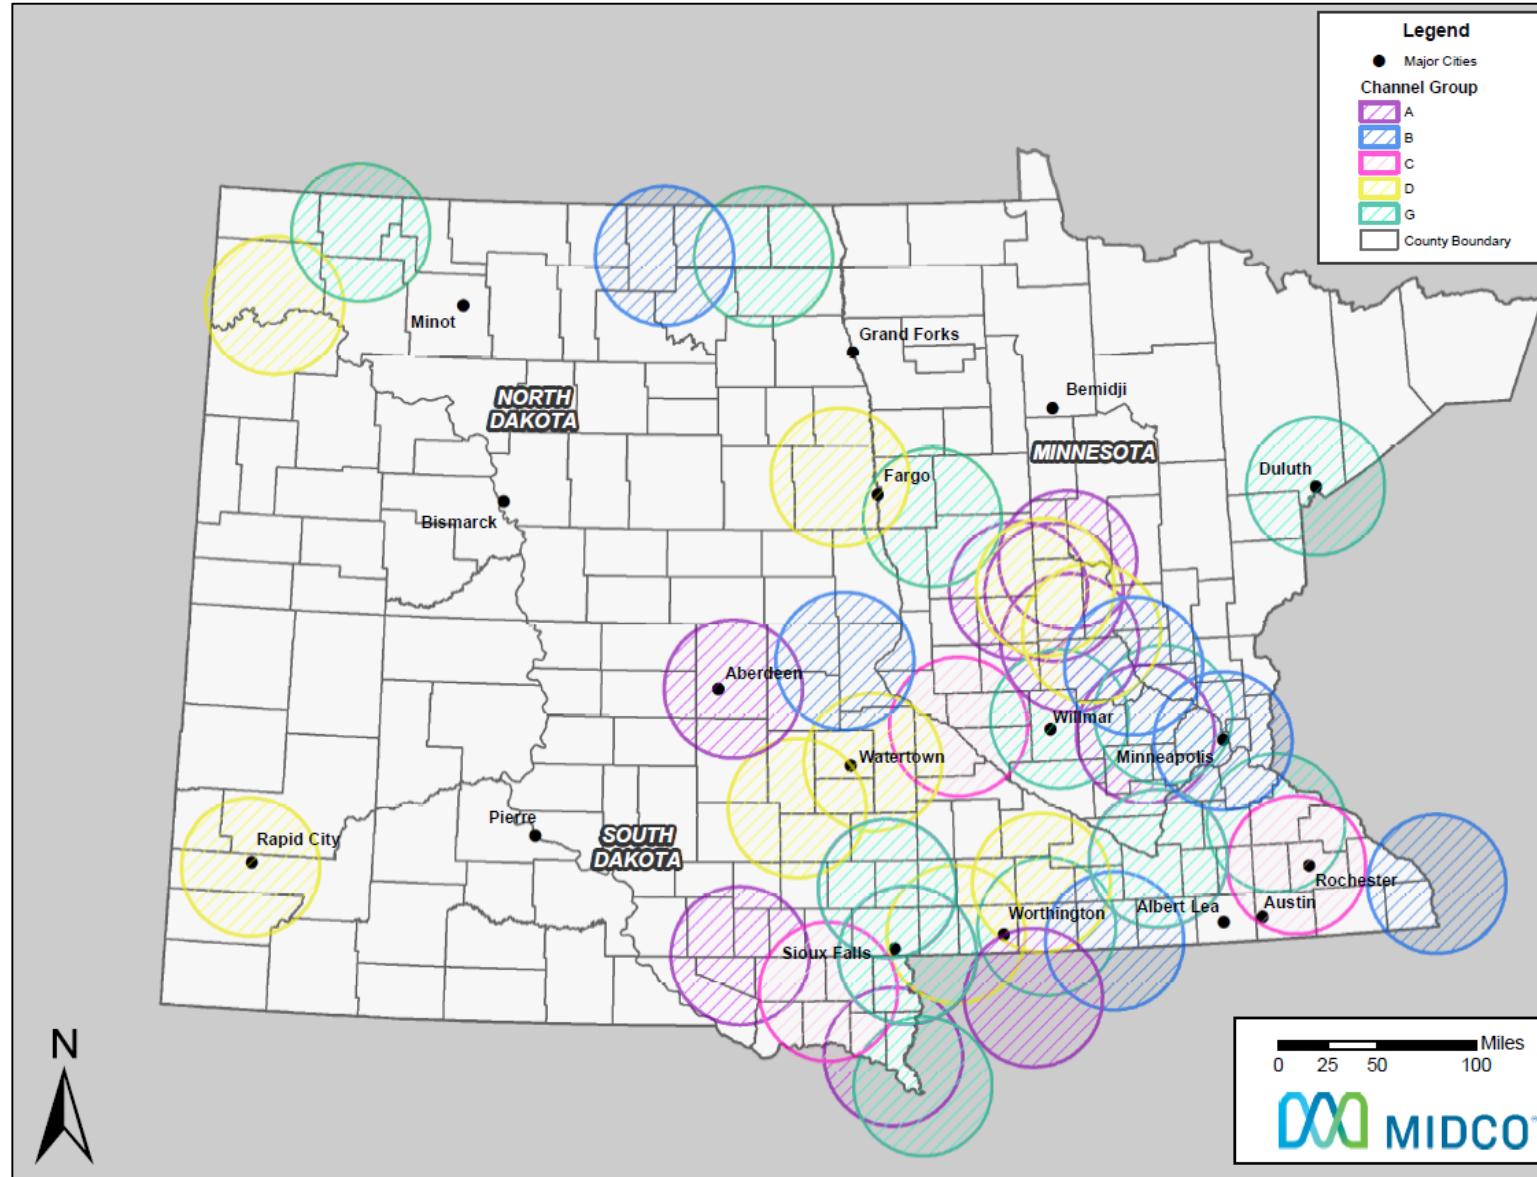 Legend
Major Cities
Channel Group
A
B
C
D
G
County Boundary
Minot
Grand Forks
Bemidji
NORTH
DAKOTA
MINNESOTA
Fargo
Duluth
Bismarck
Aberdeen
Willmar
Watertown
Minneapolis
Pierre
Rapid City
SOUTH
DAKOTA
Rochester
Worthington
Albert Lea
Austin
Sioux Falls
N
Miles
0 25 50 100
MIDCO